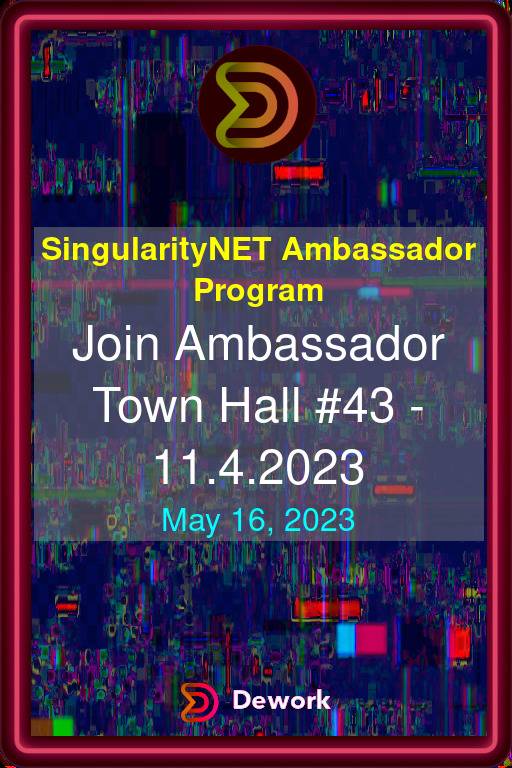 SingularityNET Ambassador
Program
Join Ambassador
Town Hall #43 -
11.4.2023
May 16, 2023
Dework